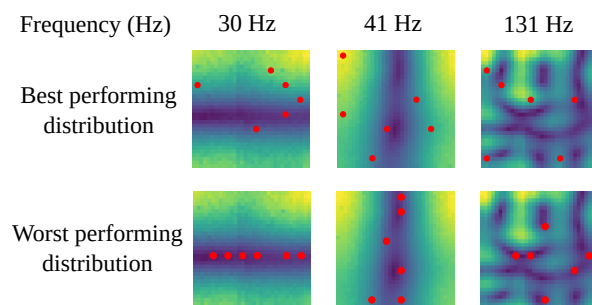 Frequency (Hz) 30 Hz 41 Hz 131 Hz
Best performing
distribution
Worst performing
distribution